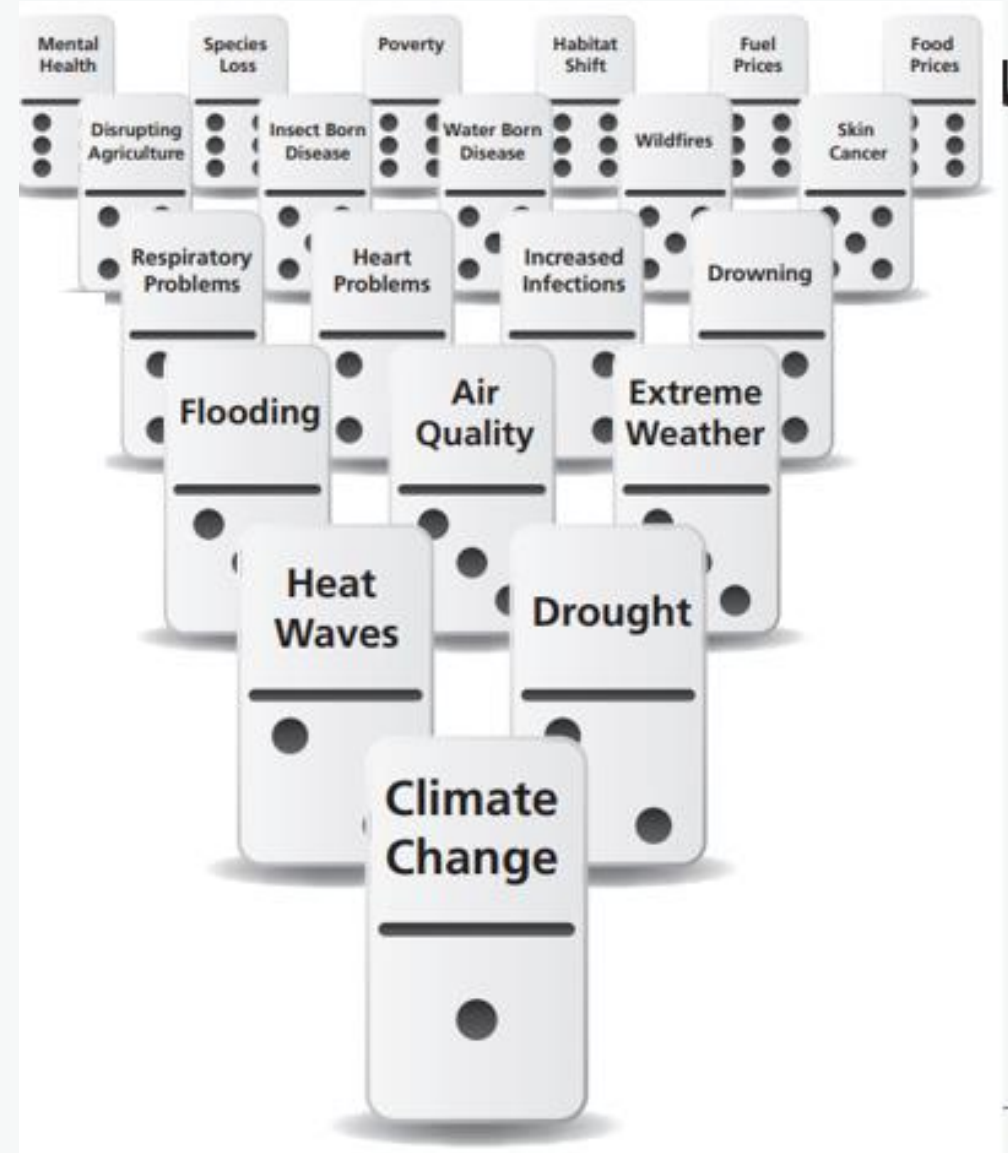 Mental
Health
Species
Loss
Poverty
Habitat
Shift
Fuel
Prices
Food
Prices
Disrupting
Agriculture
Insect Born
Disease
Water Born
Disease
Wildfires
Skin
Cancer
Respiratory
Problems
Heart
Problems
Increased
Infections
Drowning
Flooding
Air
Quality
Extreme
Weather
Heat
Waves
Drought
Climate
Change